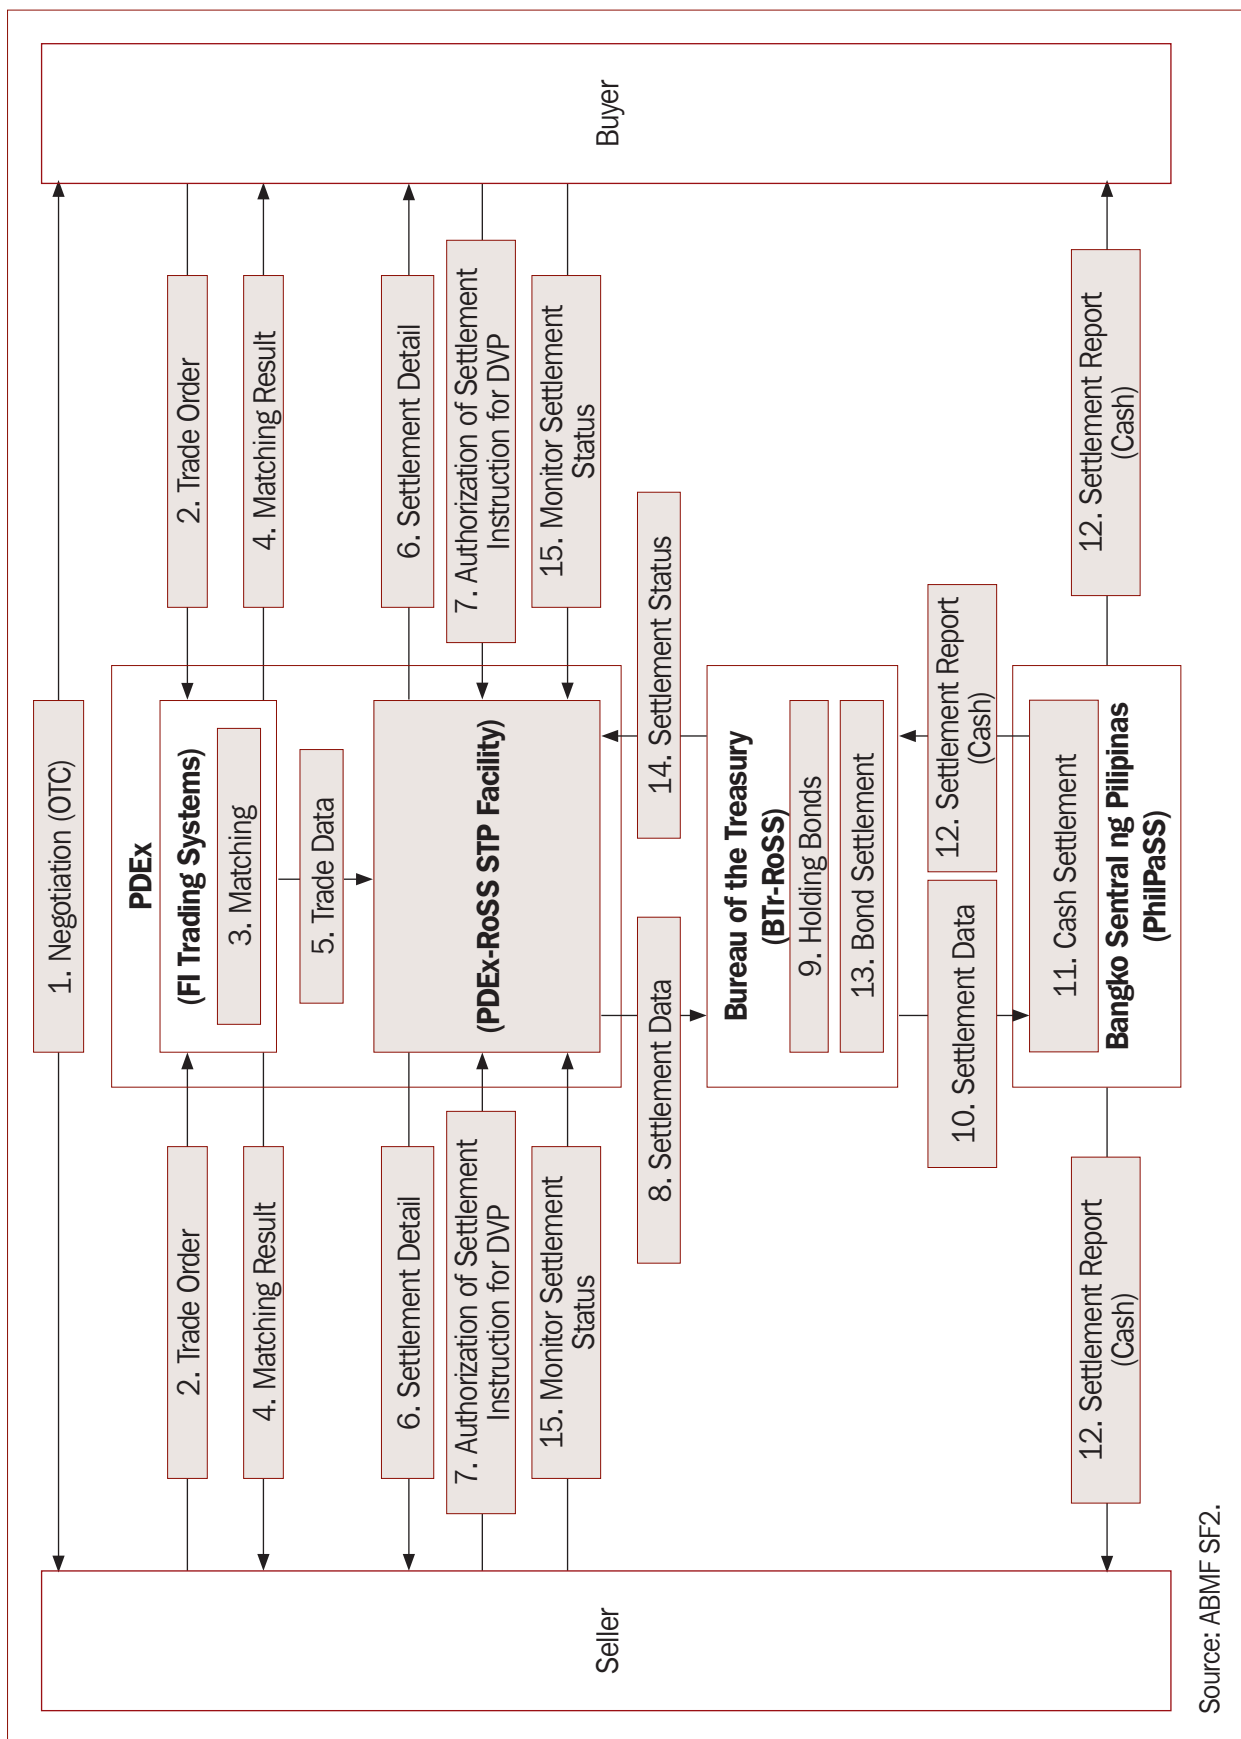 1. Negotiation (OTC)
Seller
Buyer
PDEx
(FI Trading Systems)
2. Trade Order
2. Trade Order
3. Matching
4. Matching Result
4. Matching Result
5. Trade Data
6. Settlement Detail
6. Settlement Detail
(PDEx-RoSS STP Facility)
7. Authorization of Settlement
Instruction for DVP
7. Authorization of Settlement
Instruction for DVP
15. Monitor Settlement
Status
15. Monitor Settlement
Status
8. Settlement Data
14. Settlement Status
Bureau of the Treasury
(BTr-RoSS)
9. Holding Bonds
13. Bond Settlement
10. Settlement Data
12. Settlement Report
(Cash)
11. Cash Settlement
Bangko Sentral ng Pilipinas
(PhilPaSS)
12. Settlement Report
(Cash)
12. Settlement Report
(Cash)
Source: ABMF SF2.